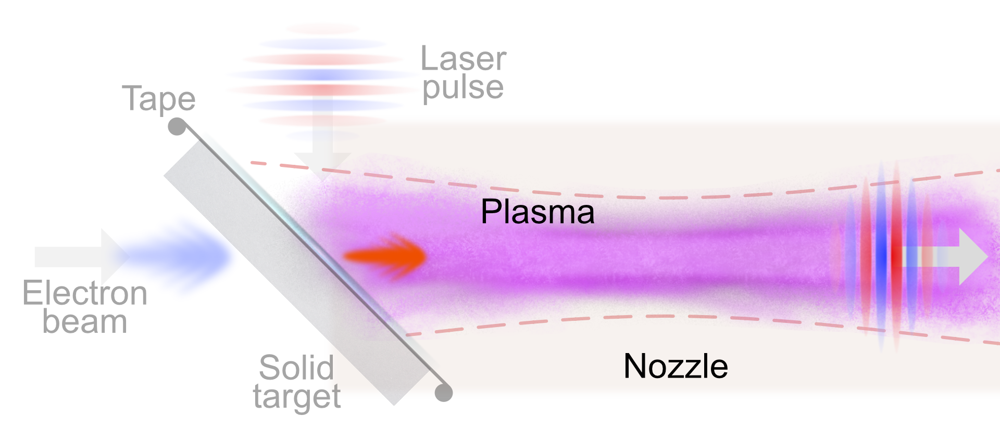 Laser
pulse
Tape
Plasma
Electron
beam
Solid
target
Nozzle